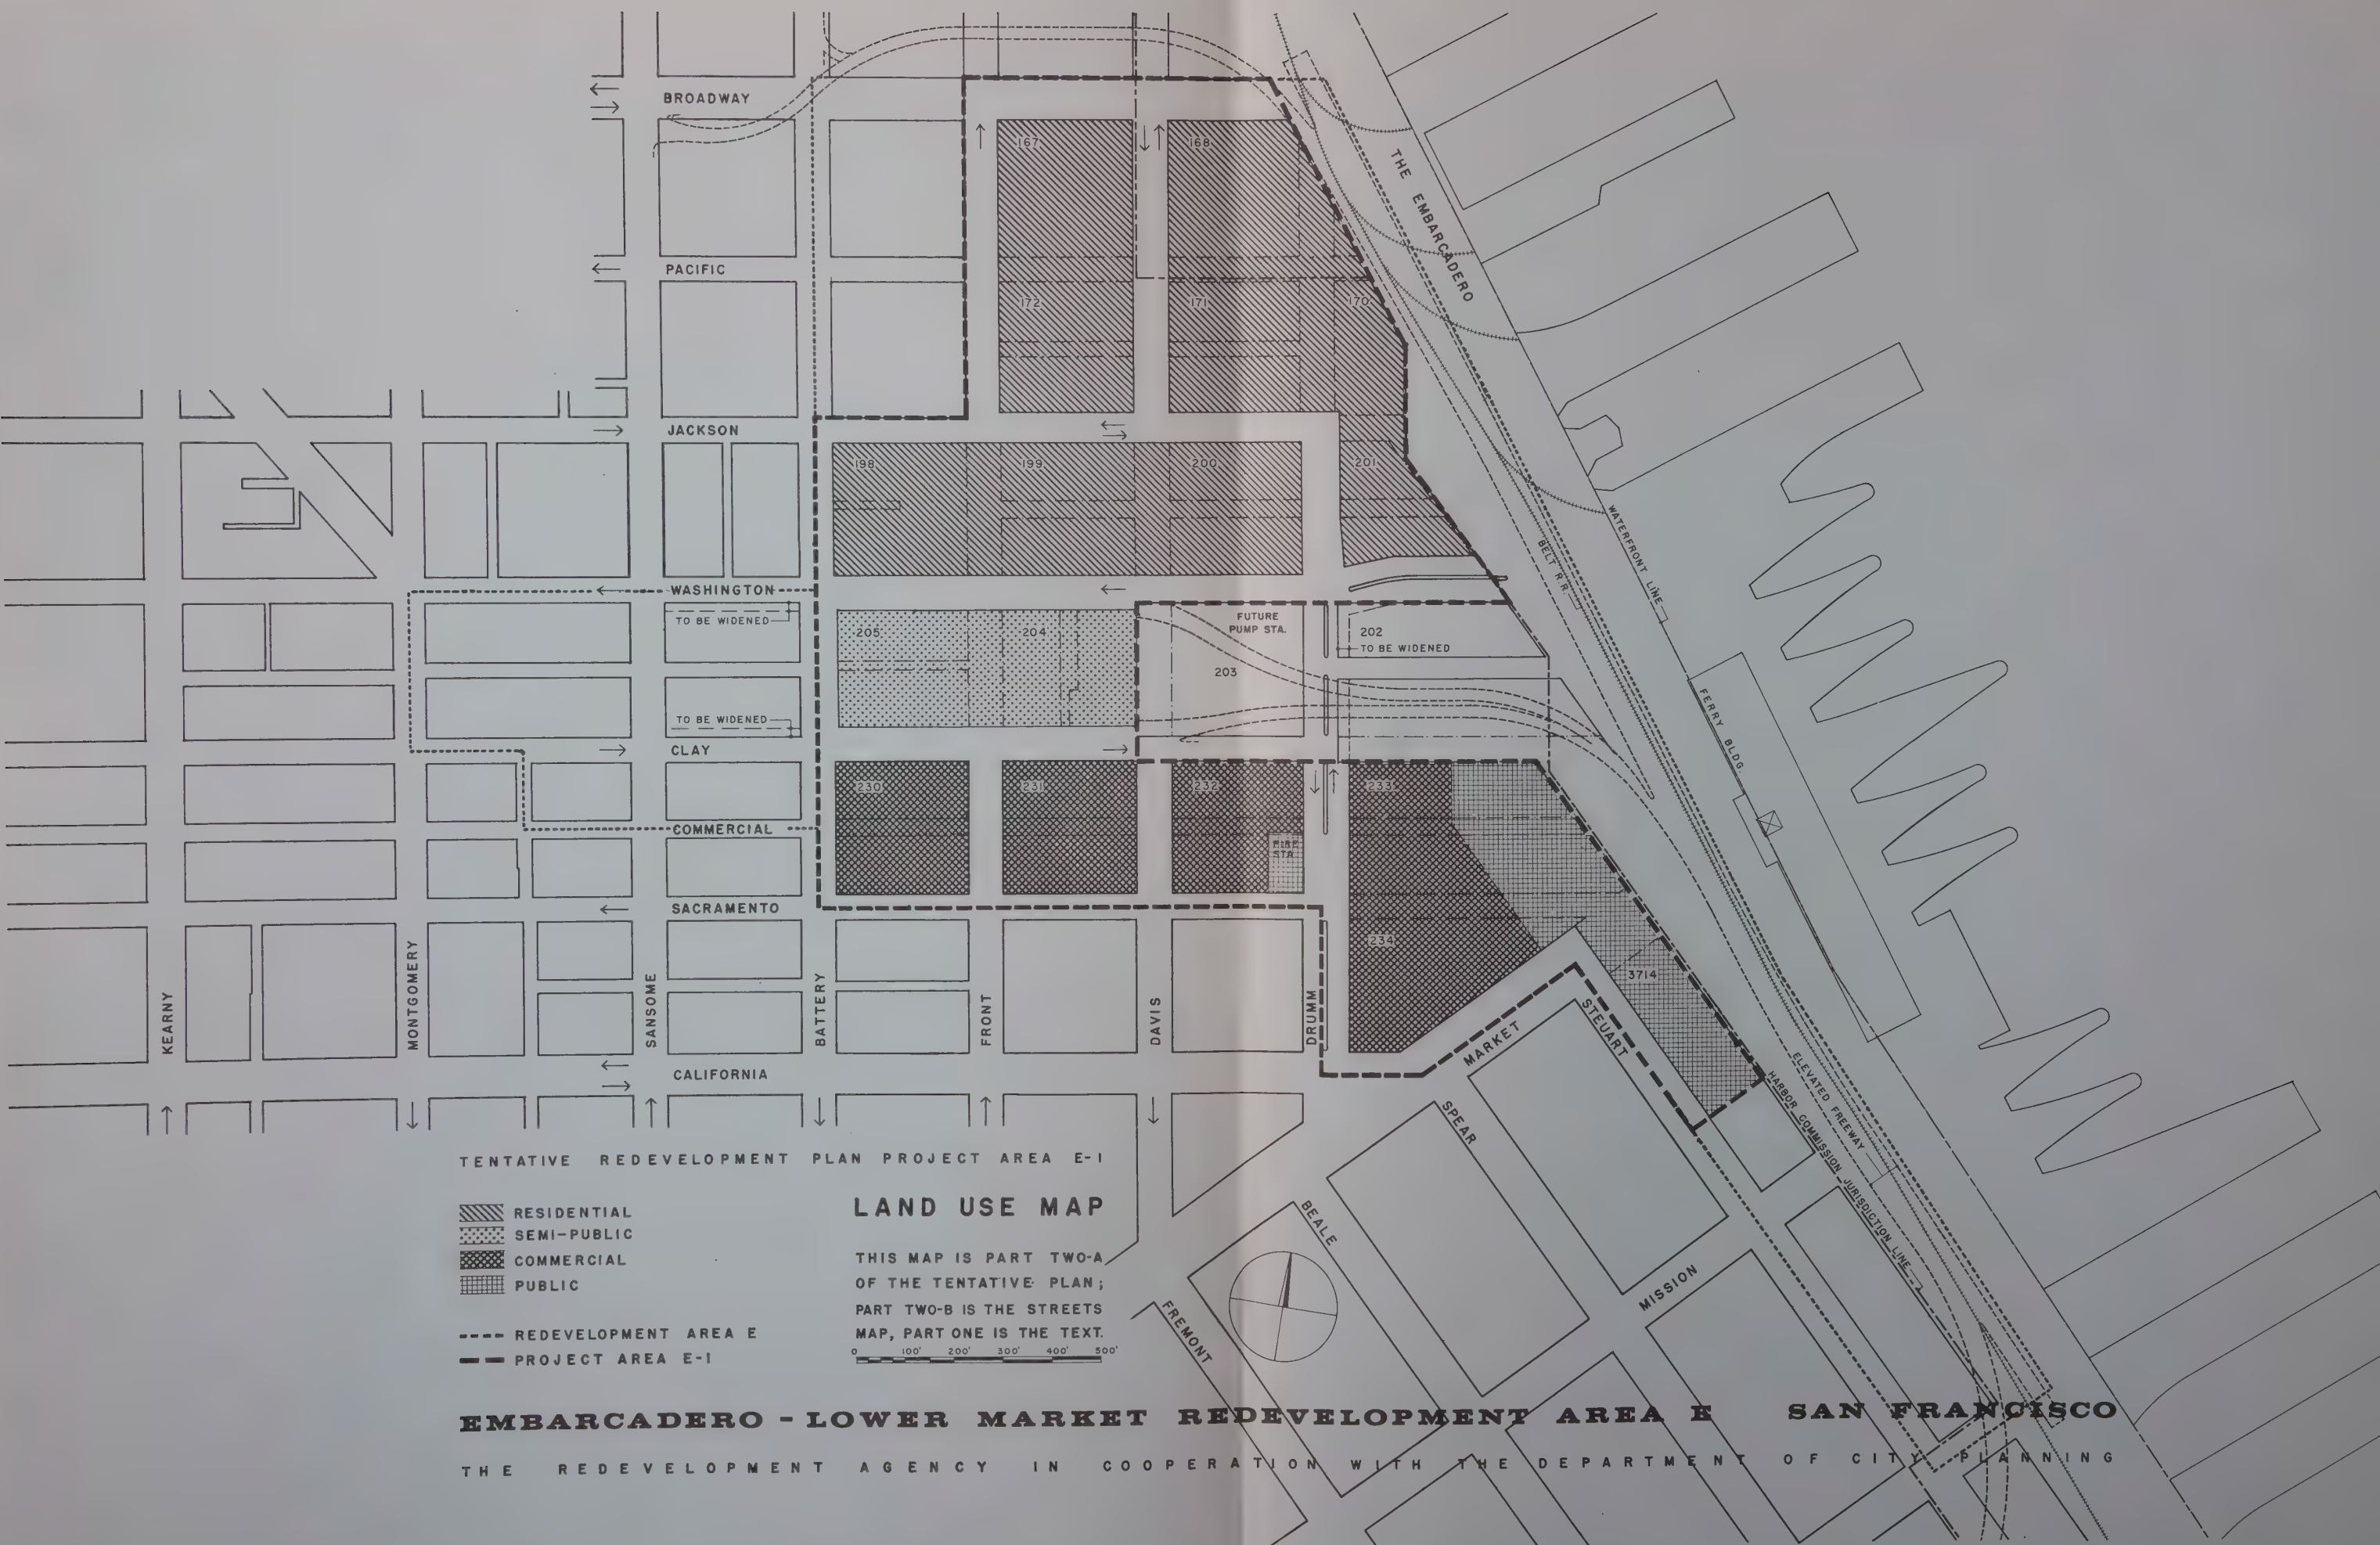 BROADWAY
167
168
THE EMBARCADERO
PACIFIC
172
171
170
JACKSON
198
199
200
201
WATERFRONT LINE
BELT R.R.
WASHINGTON
TO BE WIDENED
205
204
FUTURE
PUMP STA.
203
202
TO BE WIDENED
FERRY BLDG.
TO BE WIDENED
CLAY
230
231
232
233
COMMERCIAL
FIRE
STA.
SACRAMENTO
234
3714
KEARNY
MONTGOMERY
SANSOME
BATTERY
FRONT
DAVIS
DRUMM
MARKET
STEUART
CALIFORNIA
SPEAR
ELEVATED FREEWAY
HARBOR COMMISSION JURISDICTION LINE
BEALE
MISSION
FREMONT
TENTATIVE REDEVELOPMENT PLAN PROJECT AREA E-1
RESIDENTIAL
SEMI-PUBLIC
COMMERCIAL
PUBLIC
REDEVELOPMENT AREA E
PROJECT AREA E-1
LAND USE MAP
THIS MAP IS PART TWO-A
OF THE TENTATIVE PLAN;
PART TWO-B IS THE STREETS
MAP, PART ONE IS THE TEXT.
0 100' 200' 300' 400' 500'
EMBARCADERO - LOWER MARKET REDEVELOPMENT AREA E SAN FRANCISCO
THE REDEVELOPMENT AGENCY IN COOPERATION WITH THE DEPARTMENT OF CITY PLANNING